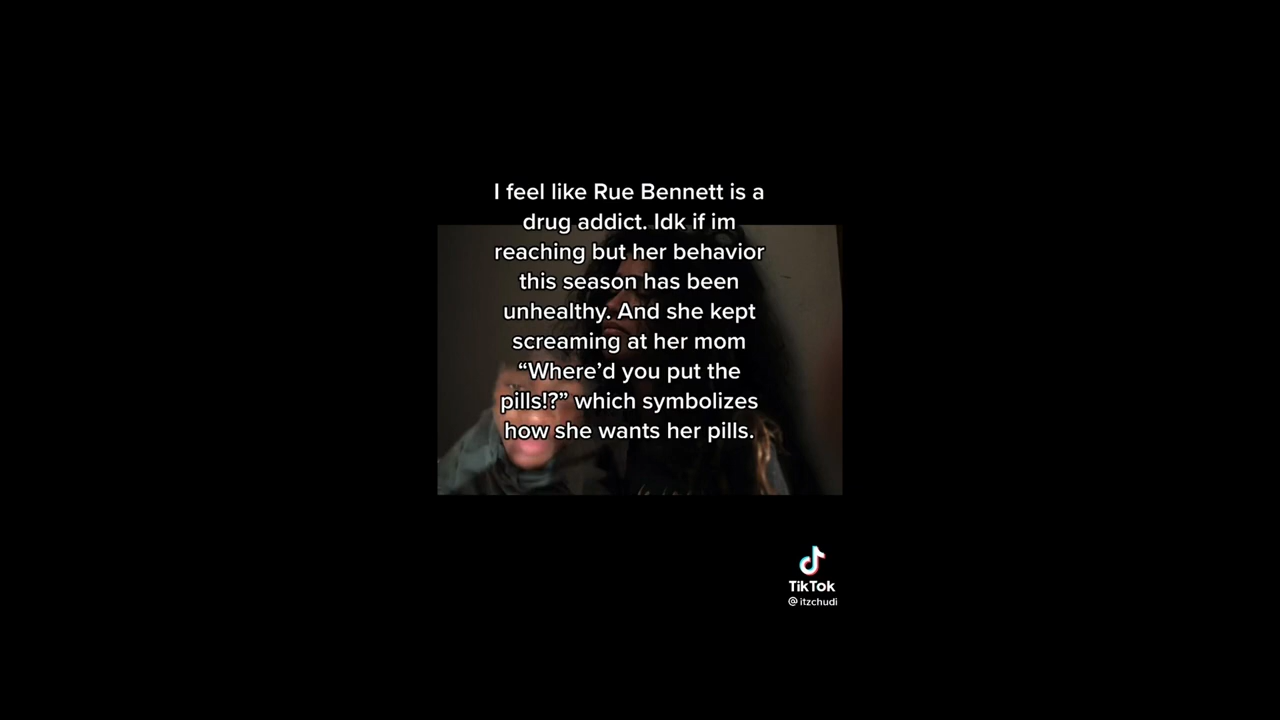 I feel like Rue Bennett is a
drug addict. Idk if im
reaching but her behavior
this season has been
unhealthy. And she kept
screaming at her mom
“Where’d you put the
pills!?” which symbolizes
how she wants her pills.
TikTok
@itzchudi